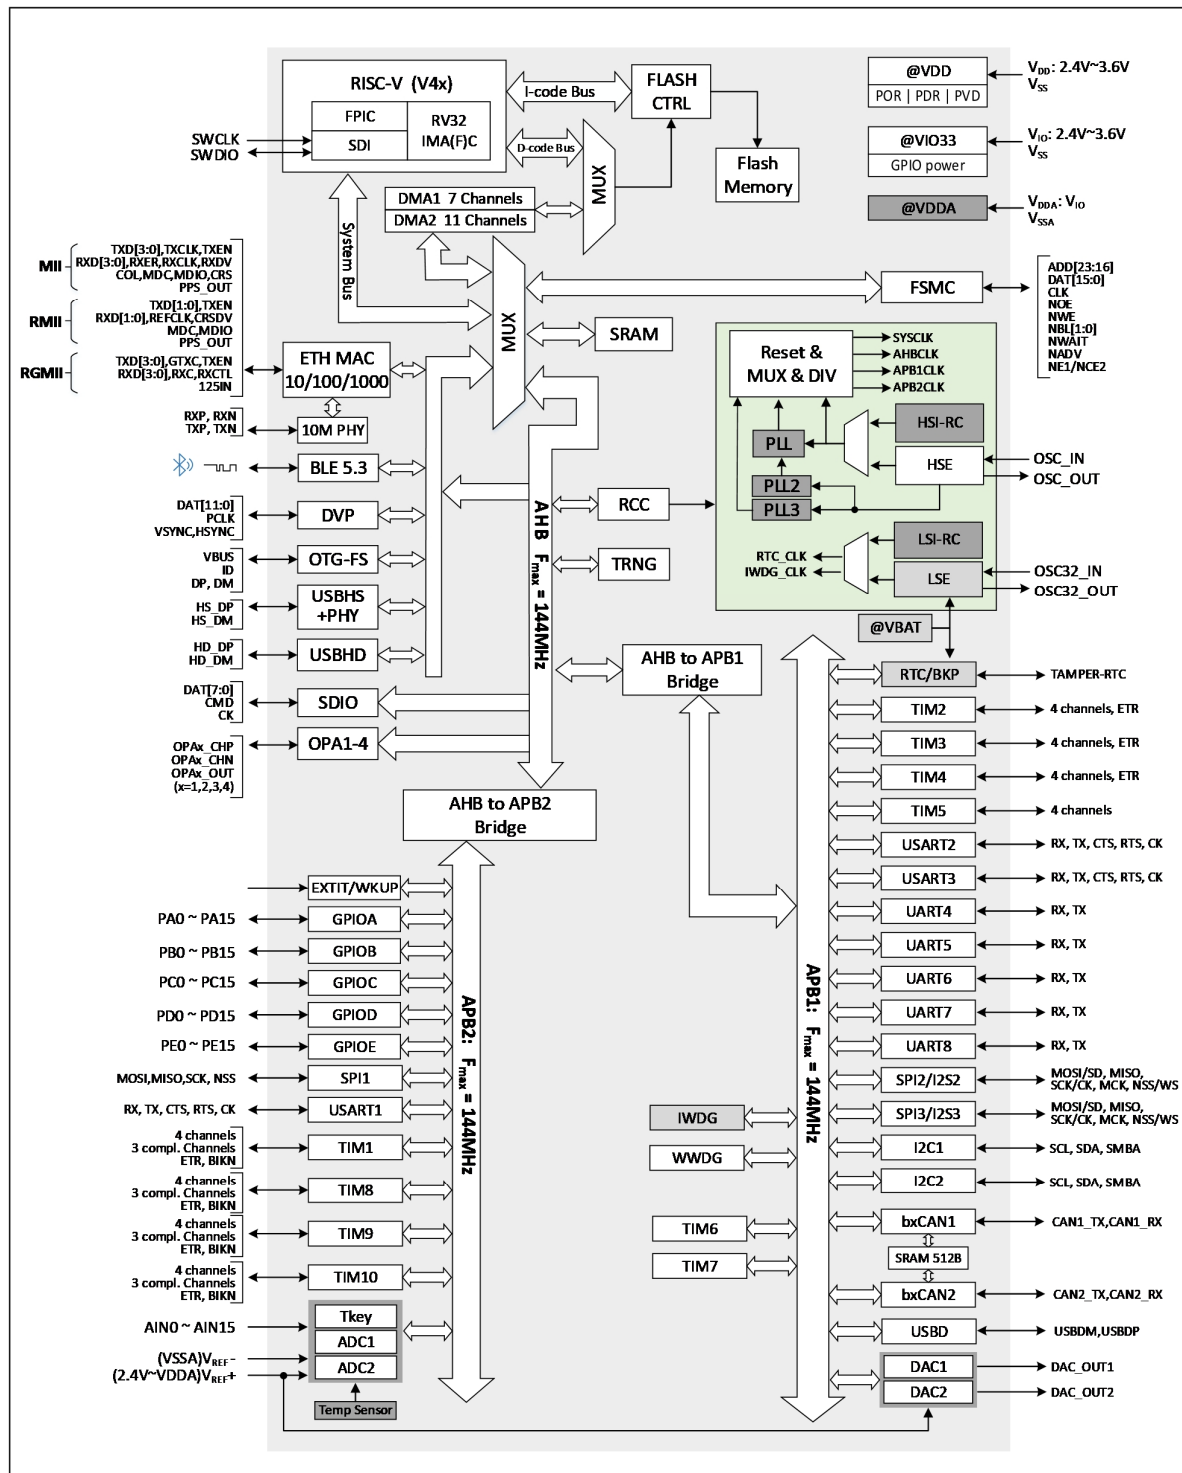 RISC-V (V4x)
FPIC
SDI
RV32
IMA(F)C
SWCLK
SWDIO
I-code Bus
D-code Bus
FLASH
CTRL
MUX
Flash
Memory
@VDD
POR | PDR | PVD
VDD: 2.4V~3.6V
VSS
@VIO33
GPIO power
VIO: 2.4V~3.6V
VSS
@VDDA
VDDA: VIO
VSSA
DMA1 7 Channels
DMA2 11 Channels
System Bus
MUX
MII
TXD[3:0],TXCLK,TXEN
RXD[3:0],RXER,RXCLK,RXDV
COL,MDC,MDIO,CRS
PPS_OUT
RMII
TXD[1:0],TXEN
RXD[1:0],REFCLK,CRSDV
MDC,MDIO
PPS_OUT
RGMII
TXD[3:0],GTXC,TXEN
RXD[3:0],RXC,RXCTL
125IN
ETH MAC
10/100/1000
RXP, RXN
TXP, TXN
10M PHY
BLE 5.3
DAT[11:0]
PCLK
VSYNC,HSYNC
DVP
VBUS
ID
DP, DM
OTG-FS
HS_DP
HS_DM
USBHS
+PHY
HD_DP
HD_DM
USBHD
DAT[7:0]
CMD
CK
SDIO
OPAx_CHP
OPAx_CHN
OPAx_OUT
(x=1,2,3,4)
OPA1-4
SRAM
FSMC
ADD[23:16]
DAT[15:0]
CLK
NOE
NWE
NBL[1:0]
NWAIT
NADV
NE1/NCE2
AHB Fmax = 144MHz
RCC
TRNG
Reset &
MUX & DIV
SYSCLK
AHBCLK
APB1CLK
APB2CLK
PLL
PLL2
PLL3
HSI-RC
HSE
OSC_IN
OSC_OUT
LSI-RC
LSE
RTC_CLK
IWDG_CLK
OSC32_IN
OSC32_OUT
@VBAT
AHB to APB1
Bridge
AHB to APB2
Bridge
EXTIT/WKUP
PA0 ~ PA15
GPIOA
PB0 ~ PB15
GPIOB
PC0 ~ PC15
GPIOC
PD0 ~ PD15
GPIOD
PE0 ~ PE15
GPIOE
MOSI,MISO,SCK, NSS
SPI1
RX, TX, CTS, RTS, CK
USART1
4 channels
3 compl. Channels
ETR, BIKN
TIM1
4 channels
3 compl. Channels
ETR, BIKN
TIM8
4 channels
3 compl. Channels
ETR, BIKN
TIM9
4 channels
3 compl. Channels
ETR, BIKN
TIM10
AIN0 ~ AIN15
(VSSA)VREF-
(2.4V~VDDA)VREF+
Tkey
ADC1
ADC2
Temp Sensor
APB2: Fmax = 144MHz
IWDG
WWDG
TIM6
TIM7
APB1: Fmax = 144MHz
RTC/BKP
TAMPER-RTC
TIM2
4 channels, ETR
TIM3
4 channels, ETR
TIM4
4 channels, ETR
TIM5
4 channels
USART2
RX, TX, CTS, RTS, CK
USART3
RX, TX, CTS, RTS, CK
UART4
RX, TX
UART5
RX, TX
UART6
RX, TX
UART7
RX, TX
UART8
RX, TX
SPI2/I2S2
MOSI/SD, MISO,
SCK/CK, MCK, NSS/WS
SPI3/I2S3
MOSI/SD, MISO,
SCK/CK, MCK, NSS/WS
I2C1
SCL, SDA, SMBA
I2C2
SCL, SDA, SMBA
bxCAN1
CAN1_TX,CAN1_RX
SRAM 512B
bxCAN2
CAN2_TX,CAN2_RX
USBD
USBDM,USBDP
DAC1
DAC_OUT1
DAC2
DAC_OUT2